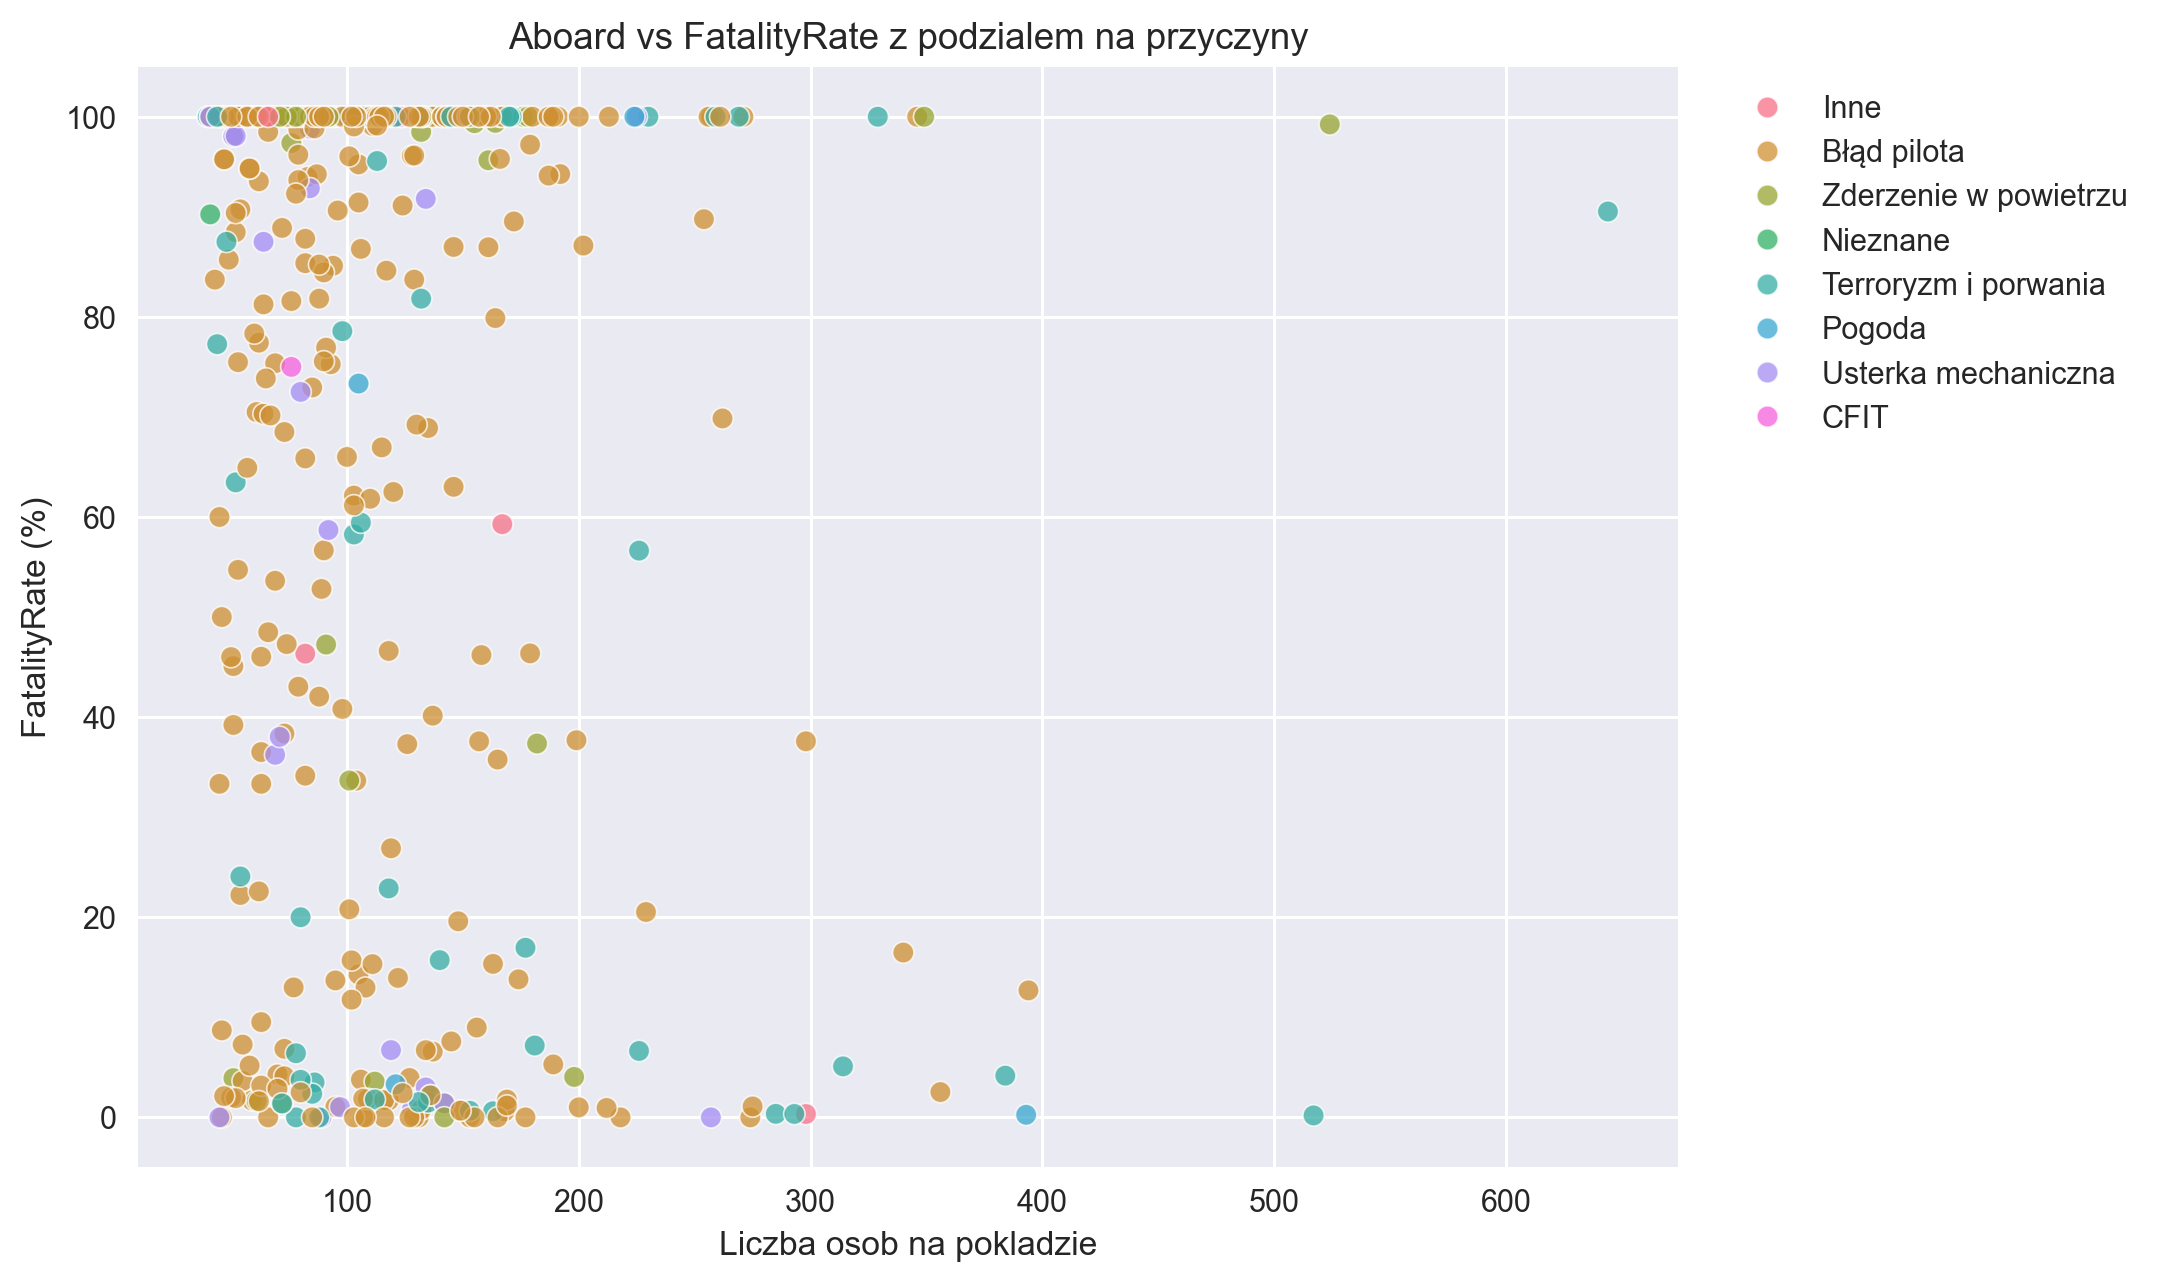 Aboard vs FatalityRate z podzialem na przyczyny
FatalityRate (%)
100
80
60
40
20
0
100 200 300 400 500 600
Liczba osob na pokladzie
Inne
Błąd pilota
Zderzenie w powietrzu
Nieznane
Terroryzm i porwania
Pogoda
Usterka mechaniczna
CFIT